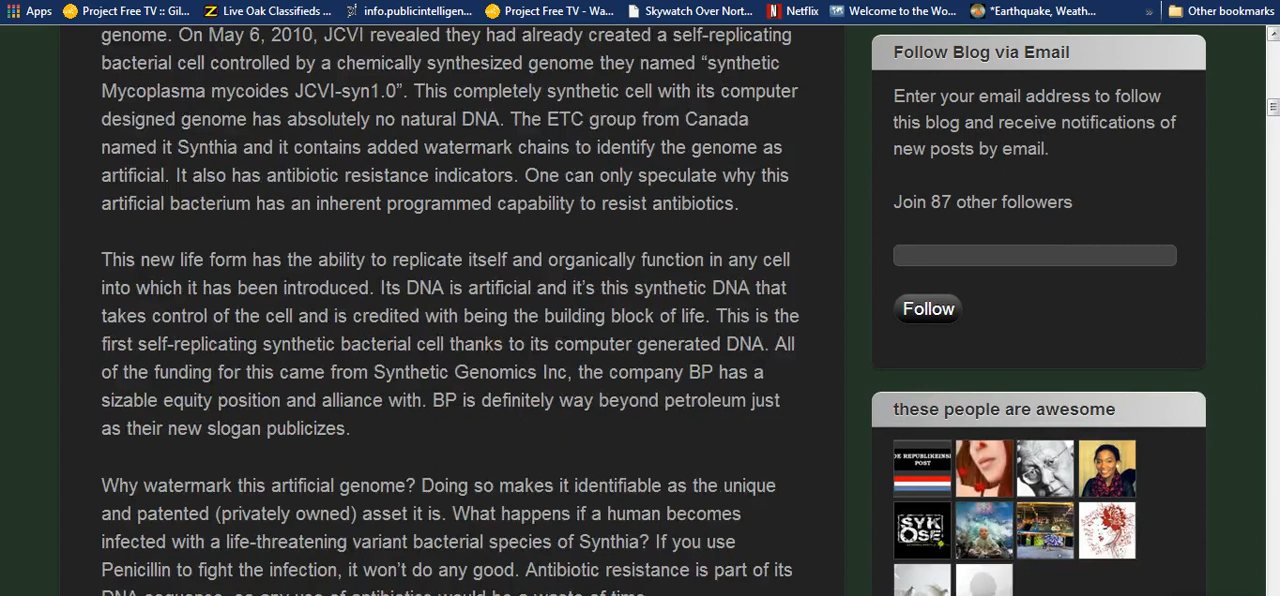 Apps
Project Free TV :: Gil...
Live Oak Classifieds ...
info.publicintelligen...
Project Free TV - Wa...
Skywatch Over Nort...
Netflix
Welcome to the Wo...
*Earthquake, Weath...
»
Other bookmarks
genome. On May 6, 2010, JCVI revealed they had already created a self-replicating
bacterial cell controlled by a chemically synthesized genome they named “synthetic
Mycoplasma mycoides JCVI-syn1.0”. This completely synthetic cell with its computer
designed genome has absolutely no natural DNA. The ETC group from Canada
named it Synthia and it contains added watermark chains to identify the genome as
artificial. It also has antibiotic resistance indicators. One can only speculate why this
artificial bacterium has an inherent programmed capability to resist antibiotics.
This new life form has the ability to replicate itself and organically function in any cell
into which it has been introduced. Its DNA is artificial and it’s this synthetic DNA that
takes control of the cell and is credited with being the building block of life. This is the
first self-replicating synthetic bacterial cell thanks to its computer generated DNA. All
of the funding for this came from Synthetic Genomics Inc, the company BP has a
sizable equity position and alliance with. BP is definitely way beyond petroleum just
as their new slogan publicizes.
Why watermark this artificial genome? Doing so makes it identifiable as the unique
and patented (privately owned) asset it is. What happens if a human becomes
infected with a life-threatening variant bacterial species of Synthia? If you use
Penicillin to fight the infection, it won’t do any good. Antibiotic resistance is part of its
DNA sequence, so any use of antibiotics would be a waste of time.
Follow Blog via Email
Enter your email address to follow
this blog and receive notifications of
new posts by email.
Join 87 other followers
Follow
these people are awesome
DE REPUBLIKEINSE
POST
SYK
OSE